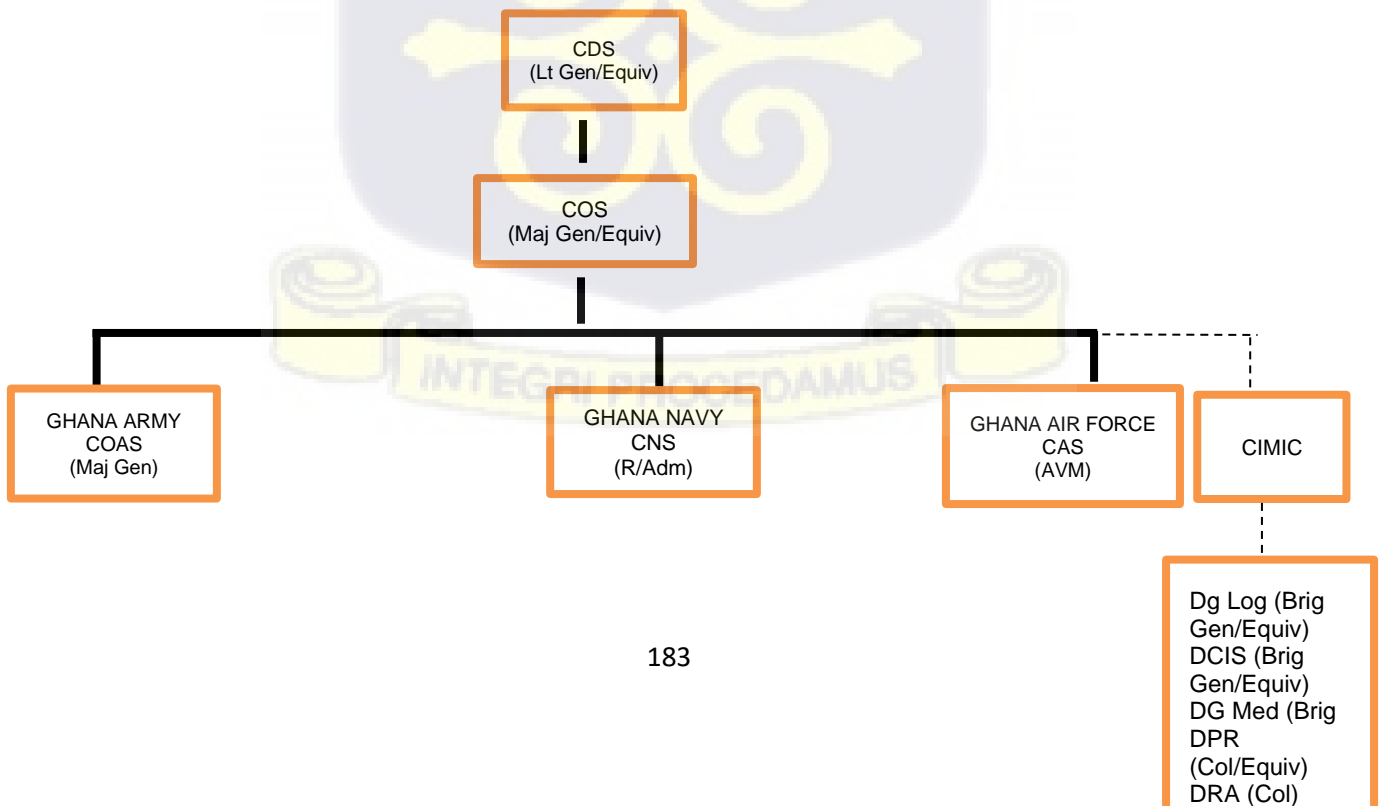 CDS
(Lt Gen/Equiv)
COS
(Maj Gen/Equiv)
INTEGRI PROCEDAMUS
GHANA ARMY
COAS
(Maj Gen)
GHANA NAVY
CNS
(R/Adm)
GHANA AIR FORCE
CAS
(AVM)
CIMIC
Dg Log (Brig
Gen/Equiv)
DCIS (Brig
Gen/Equiv)
DG Med (Brig
DPR
(Col/Equiv)
DRA (Col)
183